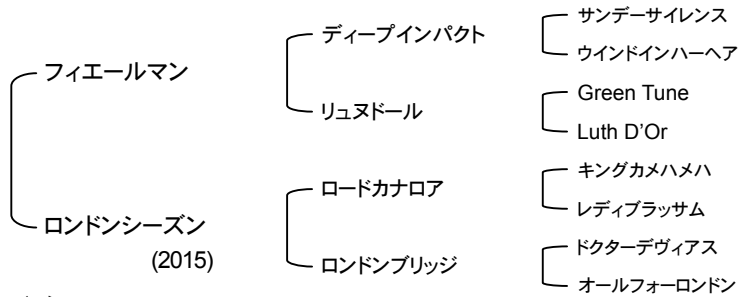 サンデーサイレンス
ディープインパクト
ウインドインハーヘア
フィエールマン
Green Tune
リュヌドール
Luth D'Or
キングカメハメハ
ロードカナロア
レディブラッサム
ロンドンシーズン
(2015)
ドクターデヴィアス
ロンドンブリッジ
オールフォーロンドン